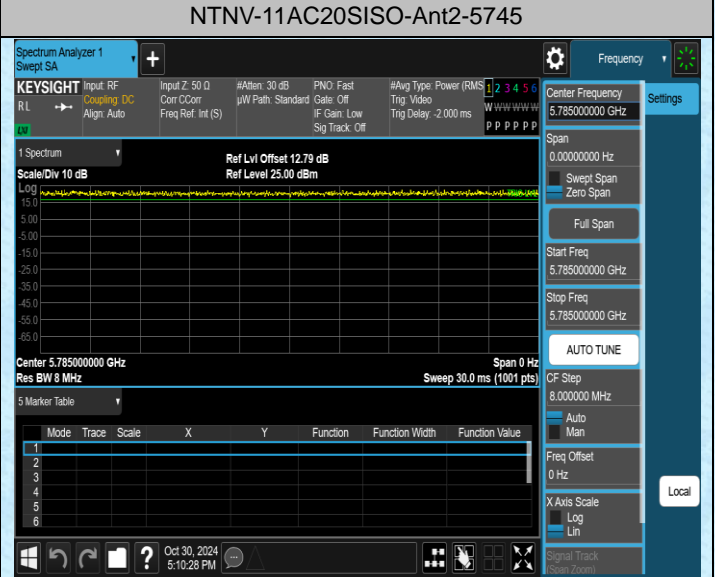 NTNV-11AC20SISO-Ant2-5745
Spectrum Analyzer 1
Swept SA
Frequency
KEYSIGHT
RL
LXI
Input: RF
Coupling: DC
Align: Auto
Input Z: 50 Ω
Corr CCorr
Freq Ref: Int (S)
#Atten: 30 dB
µW Path: Standard
PNO: Fast
Gate: Off
IF Gain: Low
Sig Track: Off
#Avg Type: Power (RMS
Trig: Video
Trig Delay: -2.000 ms
1 2 3 4 5 6
W W W W W W
P P P P P P
Center Frequency
5.785000000 GHz
Settings
Span
0.00000000 Hz
Swept Span
Zero Span
Full Span
Start Freq
5.785000000 GHz
Stop Freq
5.785000000 GHz
AUTO TUNE
CF Step
8.000000 MHz
Auto
Man
Freq Offset
0 Hz
X Axis Scale
Log
Lin
Signal Track
(Span Zoom)
Local
1 Spectrum
Scale/Div 10 dB
Ref Lvl Offset 12.79 dB
Ref Level 25.00 dBm
Log
15.0
5.00
-5.00
-15.0
-25.0
-35.0
-45.0
-55.0
-65.0
Center 5.785000000 GHz
Span 0 Hz
Res BW 8 MHz
Sweep 30.0 ms (1001 pts)
5 Marker Table
Mode Trace Scale X Y Function Function Width Function Value
1
2
3
4
5
6
?
Oct 30, 2024
5:10:28 PM